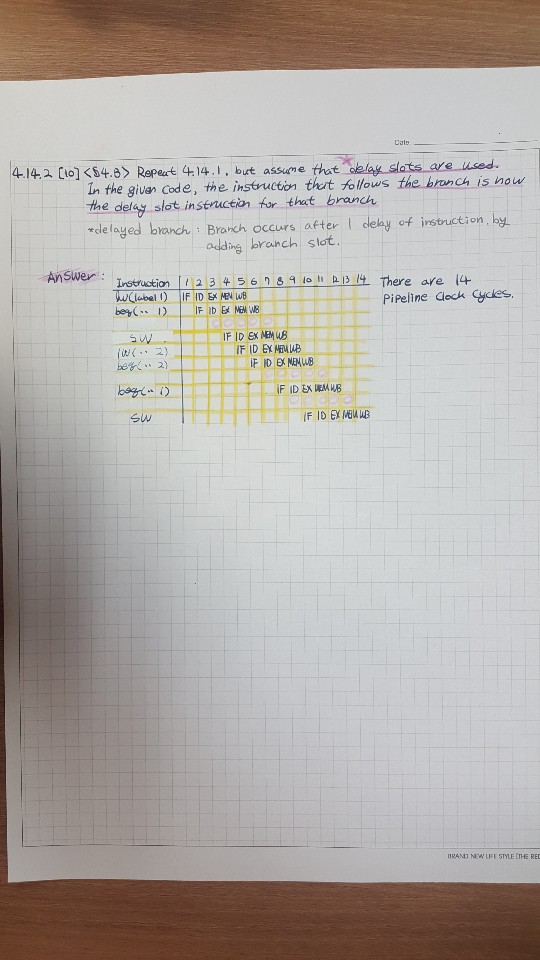 Date
4.14.2 [10] <§4.8> Repeat 4.14.1, but assume that delay slots are used.
In the given code, the instruction that follows the branch is now
the delay slot instruction for that branch
*delayed branch : Branch occurs after 1 delay of instruction, by
adding branch slot.
Answer :
Instruction 1 2 3 4 5 6 7 8 9 10 11 12 13 14 There are 14
lw(label 1) IF ID EX MEM WB Pipeline Clock Cycles.
beq(·· 1) IF ID EX MEM WB
SW IF ID EX MEM WB
lw(·· 2) IF ID EX MEM WB
beq(·· 2) IF ID EX MEM WB
beq(·· 1) IF ID EX MEM WB
SW IF ID EX MEM WB
BRAND NEW LIFE STYLE [THE RE